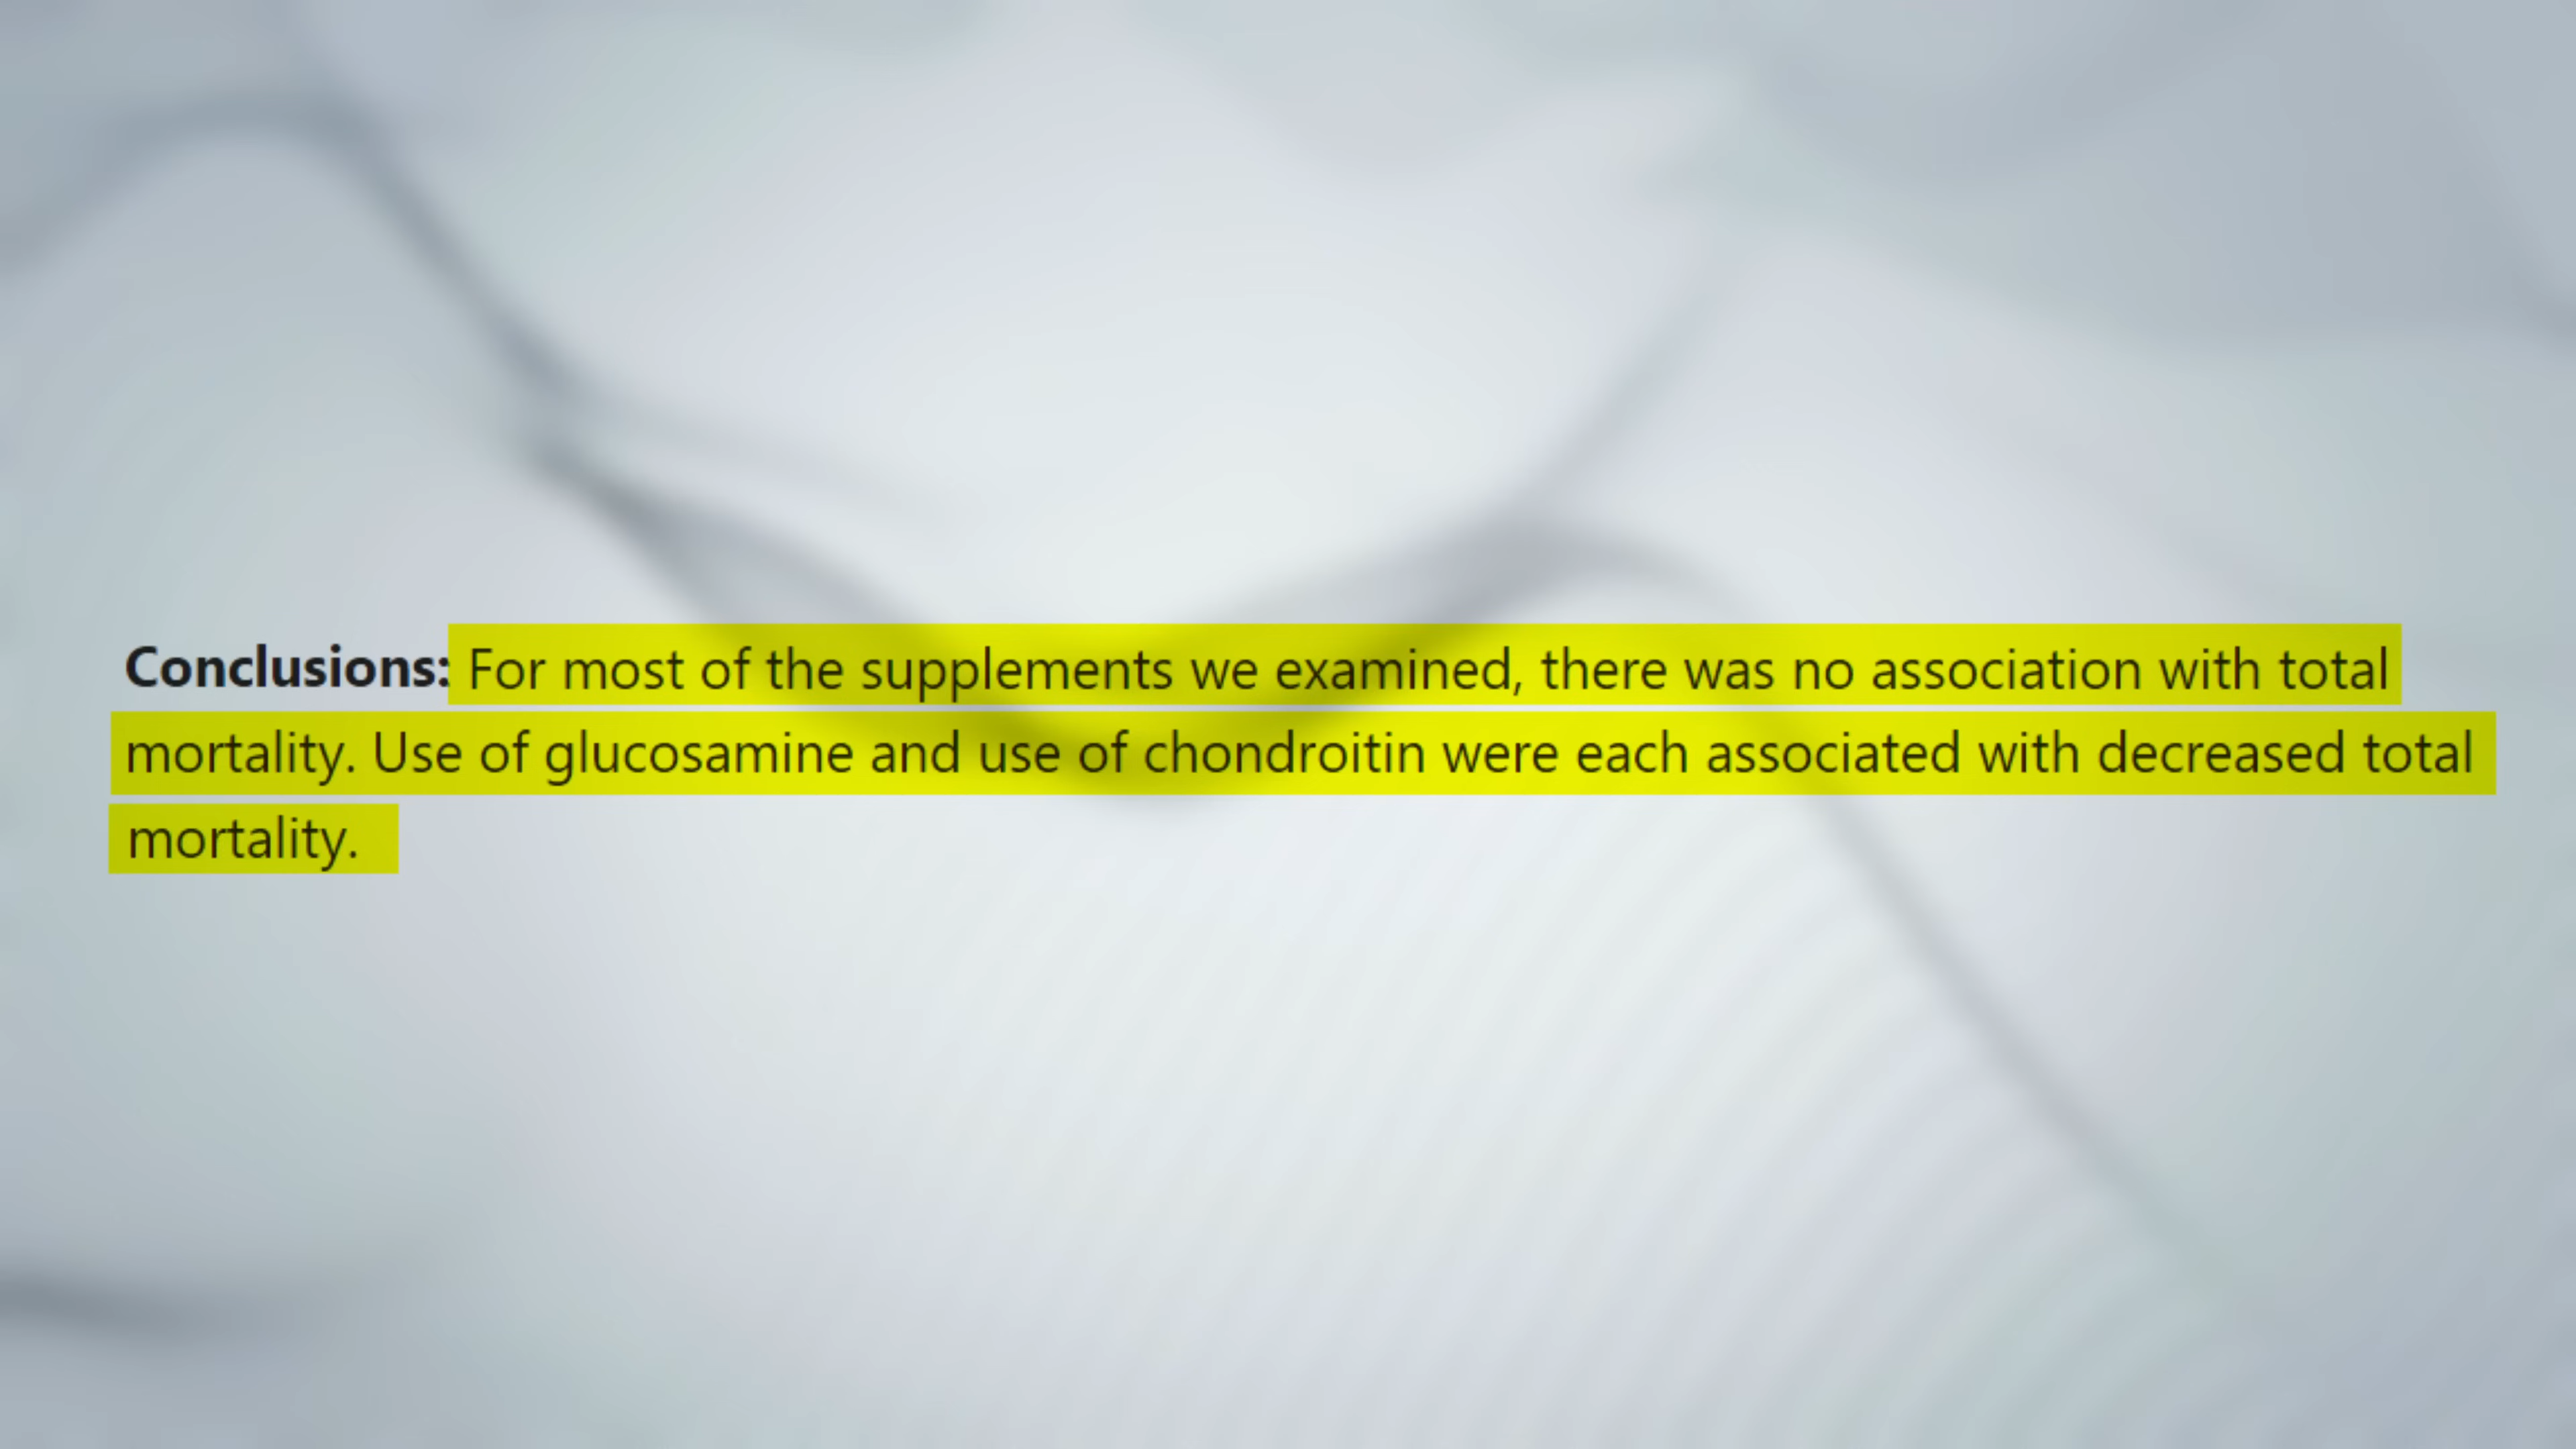 Conclusions: For most of the supplements we examined, there was no association with total
mortality. Use of glucosamine and use of chondroitin were each associated with decreased total
mortality.